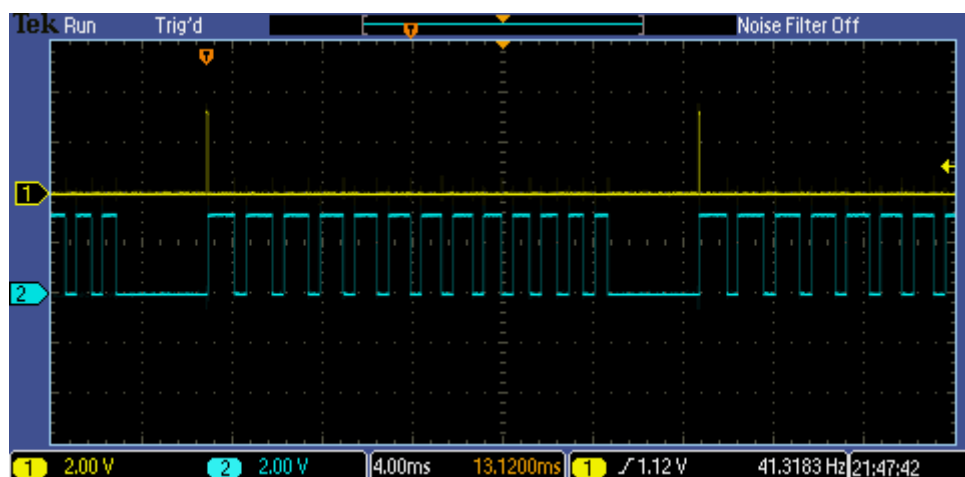 Tek Run Trig'd Noise Filter Off
T
T
1
2
1 2.00 V 2 2.00 V 4.00ms 13.1200ms 1 ƒ 1.12 V 41.3183 Hz 21:47:42